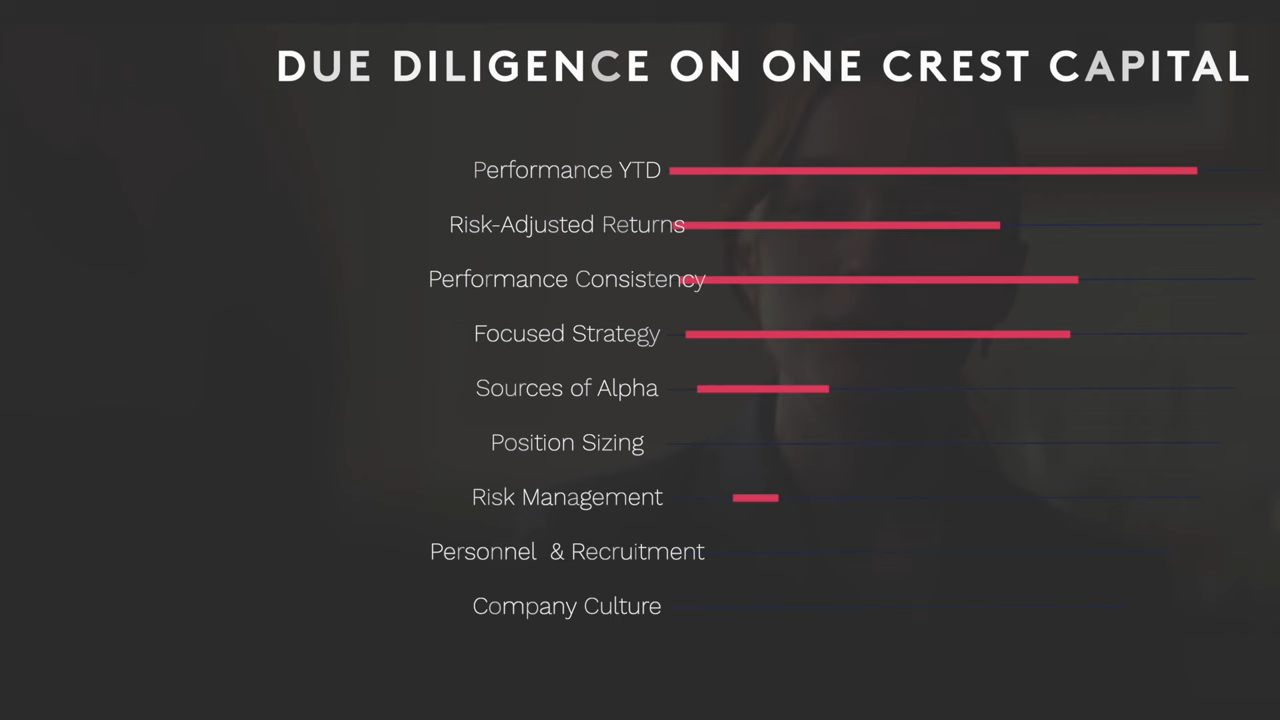 DUE DILIGENCE ON ONE CREST CAPITAL
Performance YTD
Risk-Adjusted Returns
Performance Consistency
Focused Strategy
Sources of Alpha
Position Sizing
Risk Management
Personnel & Recruitment
Company Culture